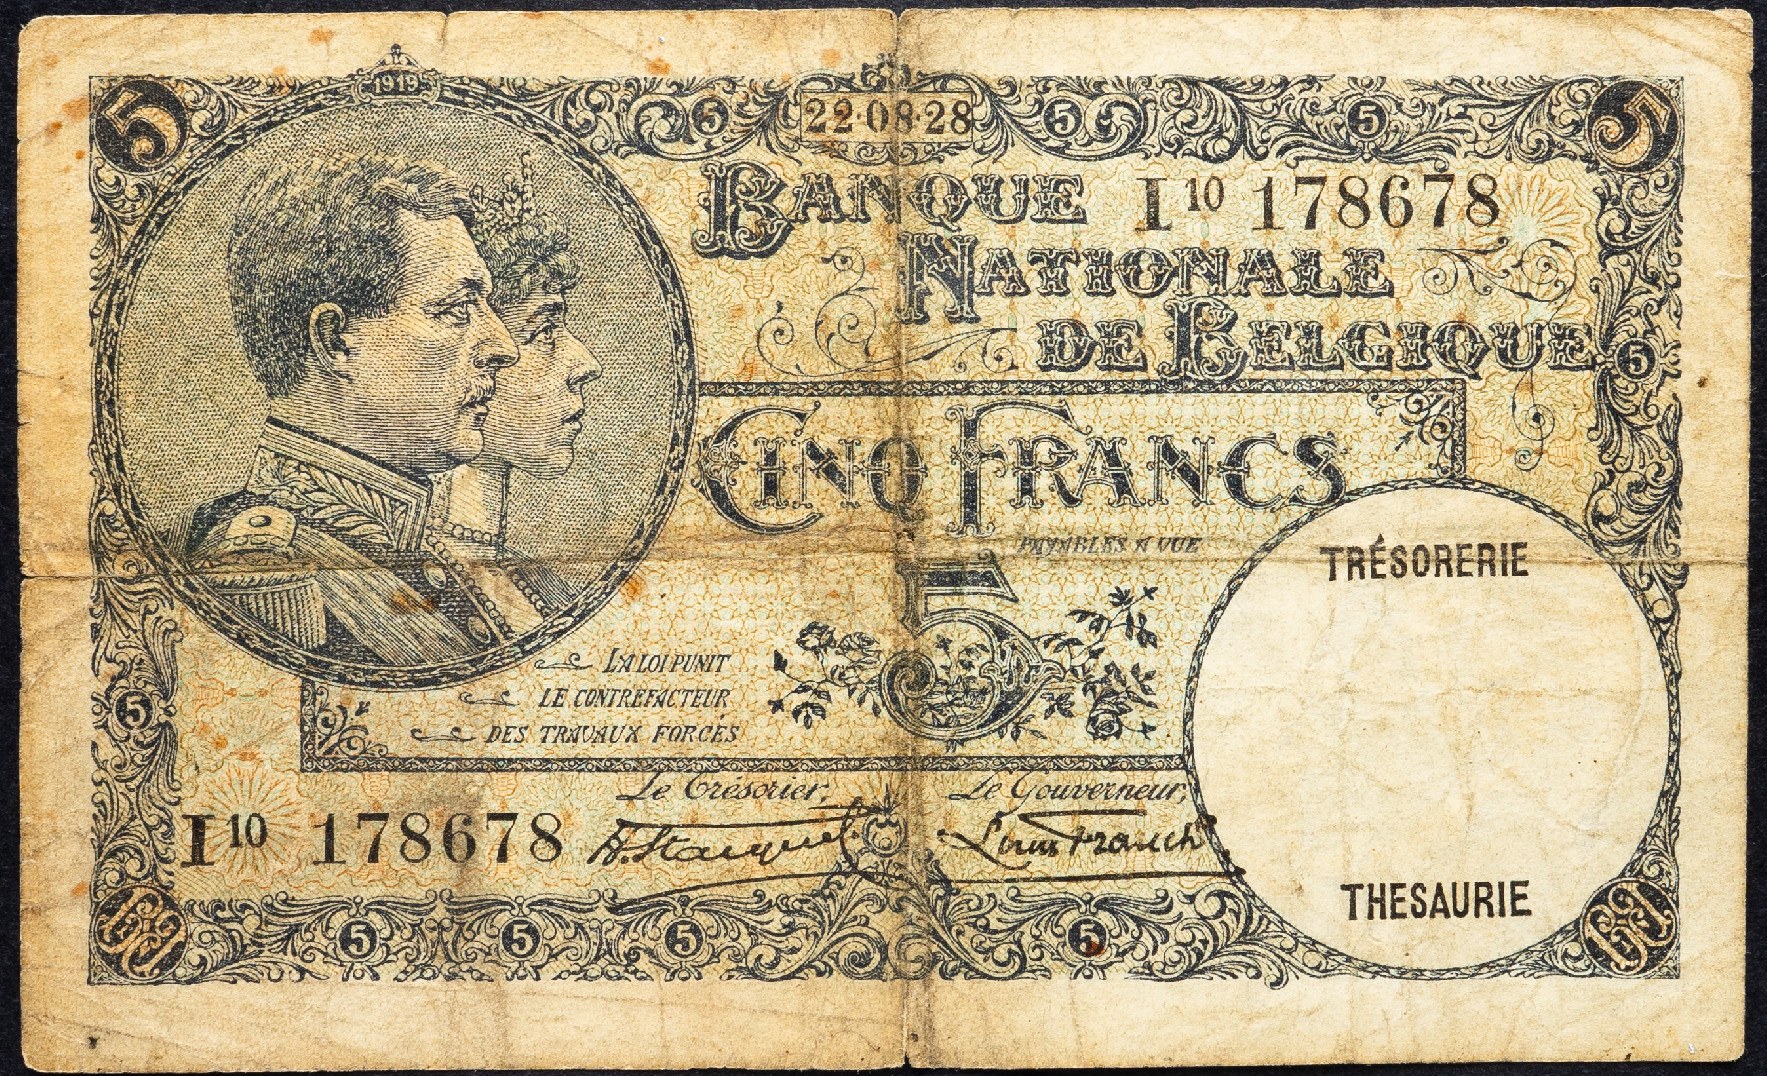 1919
5 5 5 5 5
22·08·28
BANQUE I¹⁰ 178678
NATIONALE
DE BELGIQUE
5
CINQ FRANCS
PAYABLES A VUE
TRÉSORERIE
5
LA LOI PUNIT
LE CONTREFACTEUR
DES TRAVAUX FORCÉS
5
Le Trésorier, Le Gouverneur,
I¹⁰ 178678
THESAURIE
5 5 5 5